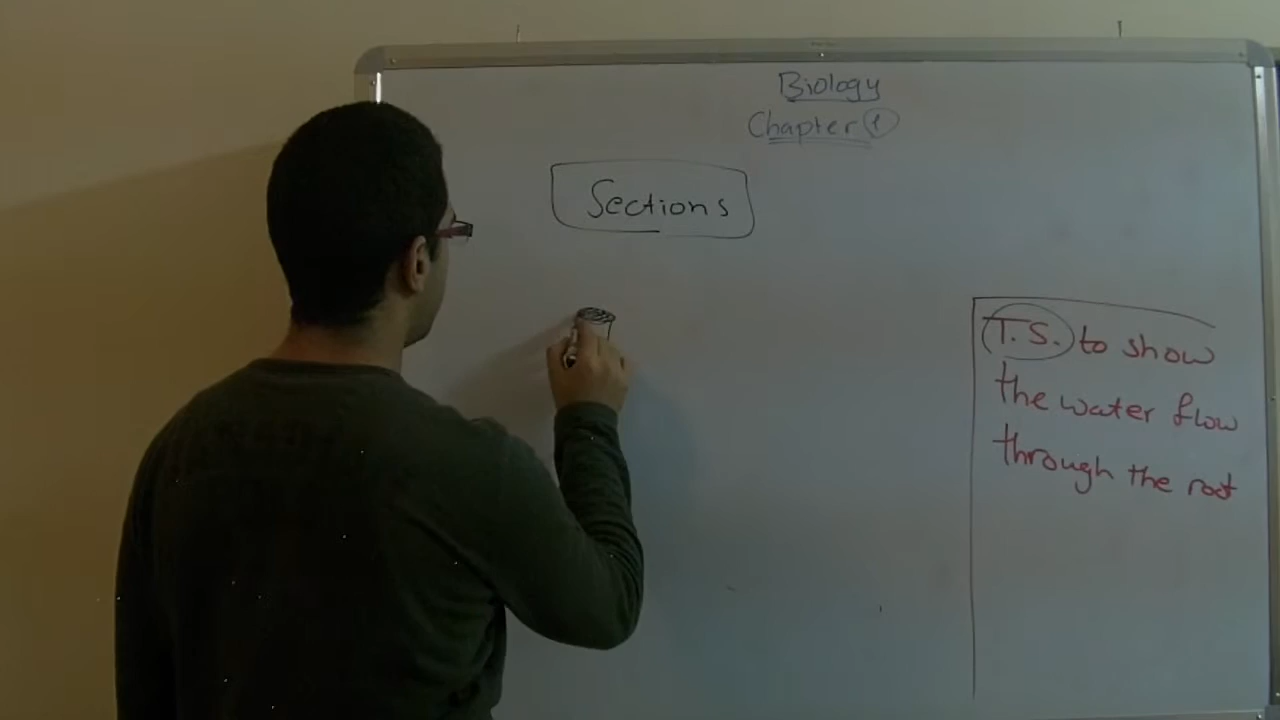 Biology
Chapter 1
Sections
T.S. to show
the water flow
through the root